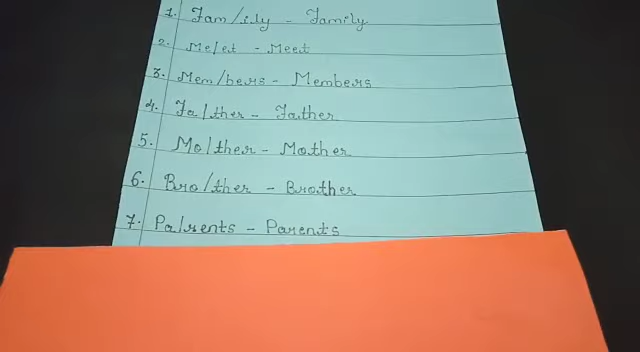 1. Fam/ily - Family
2. Me/et - Meet
3. Mem/bers - Members
4. Fa/ther - Father
5. Mo/ther - Mother
6. Bro/ther - Brother
7. Pa/rents - Parents